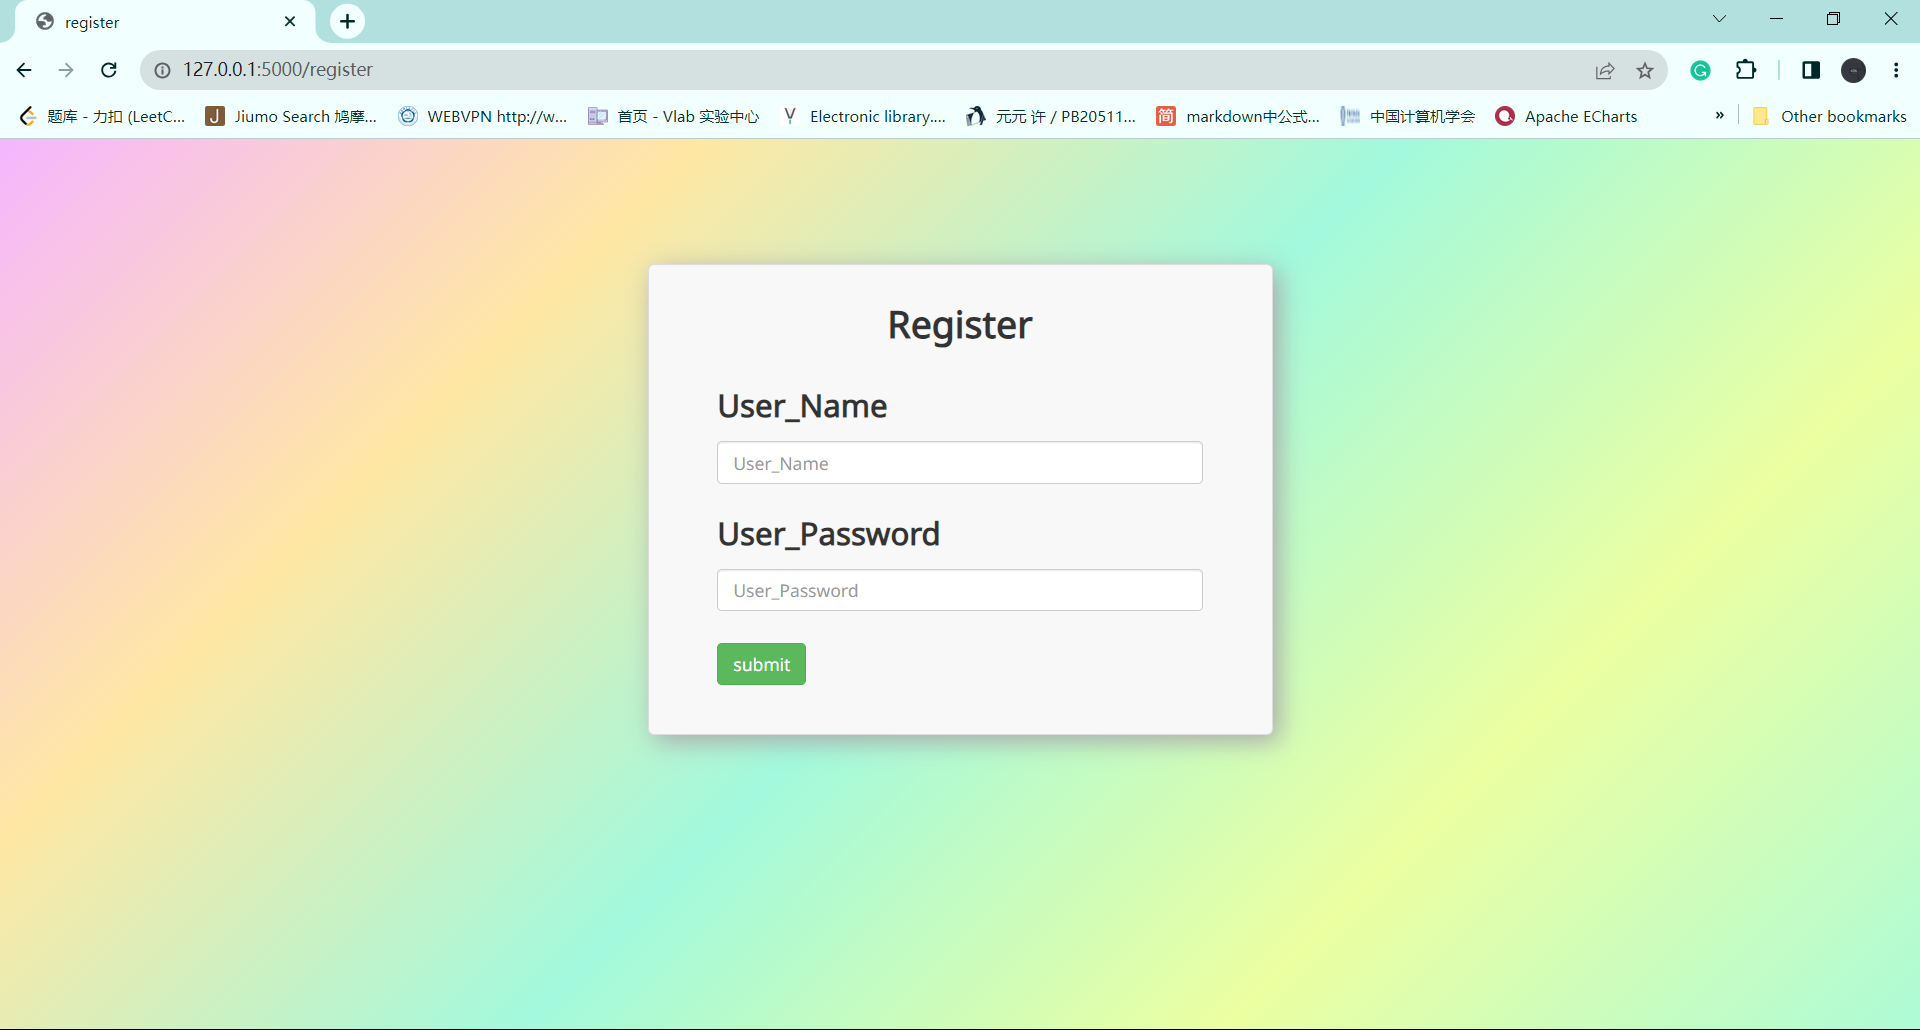 register
127.0.0.1:5000/register
题库 - 力扣 (LeetC...
J Jiumo Search 鸠摩...
WEBVPN http://w...
首页 - Vlab 实验中心
Electronic library....
元元 许 / PB20511...
简 markdown中公式...
中国计算机学会
Apache ECharts
»
Other bookmarks
Register
User_Name
User_Name
User_Password
User_Password
submit